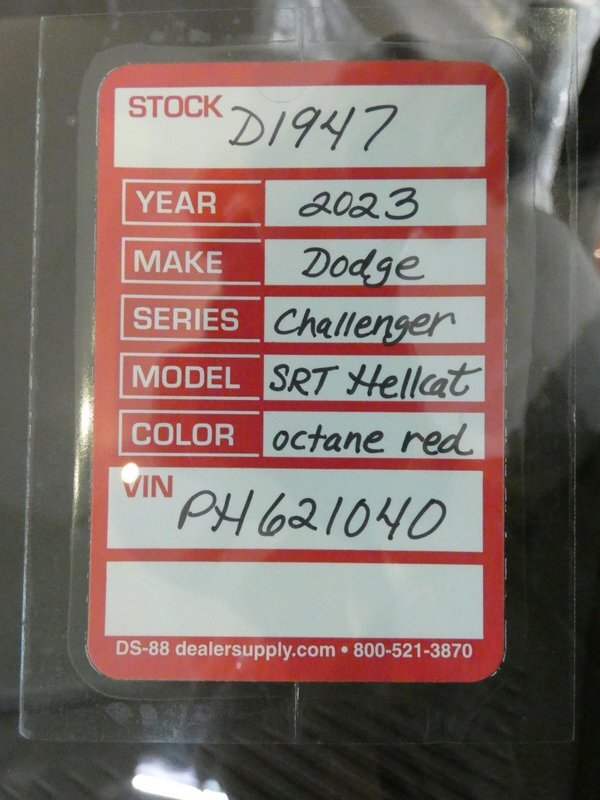 STOCK D1947
YEAR 2023
MAKE Dodge
SERIES Challenger
MODEL SRT Hellcat
COLOR octane red
VIN
PH621040
DS-88 dealersupply.com • 800-521-3870